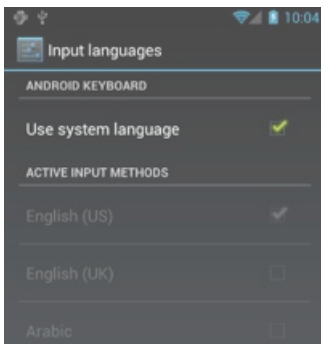 10:04
Input languages
ANDROID KEYBOARD
Use system language
ACTIVE INPUT METHODS
English (US)
English (UK)
Arabic